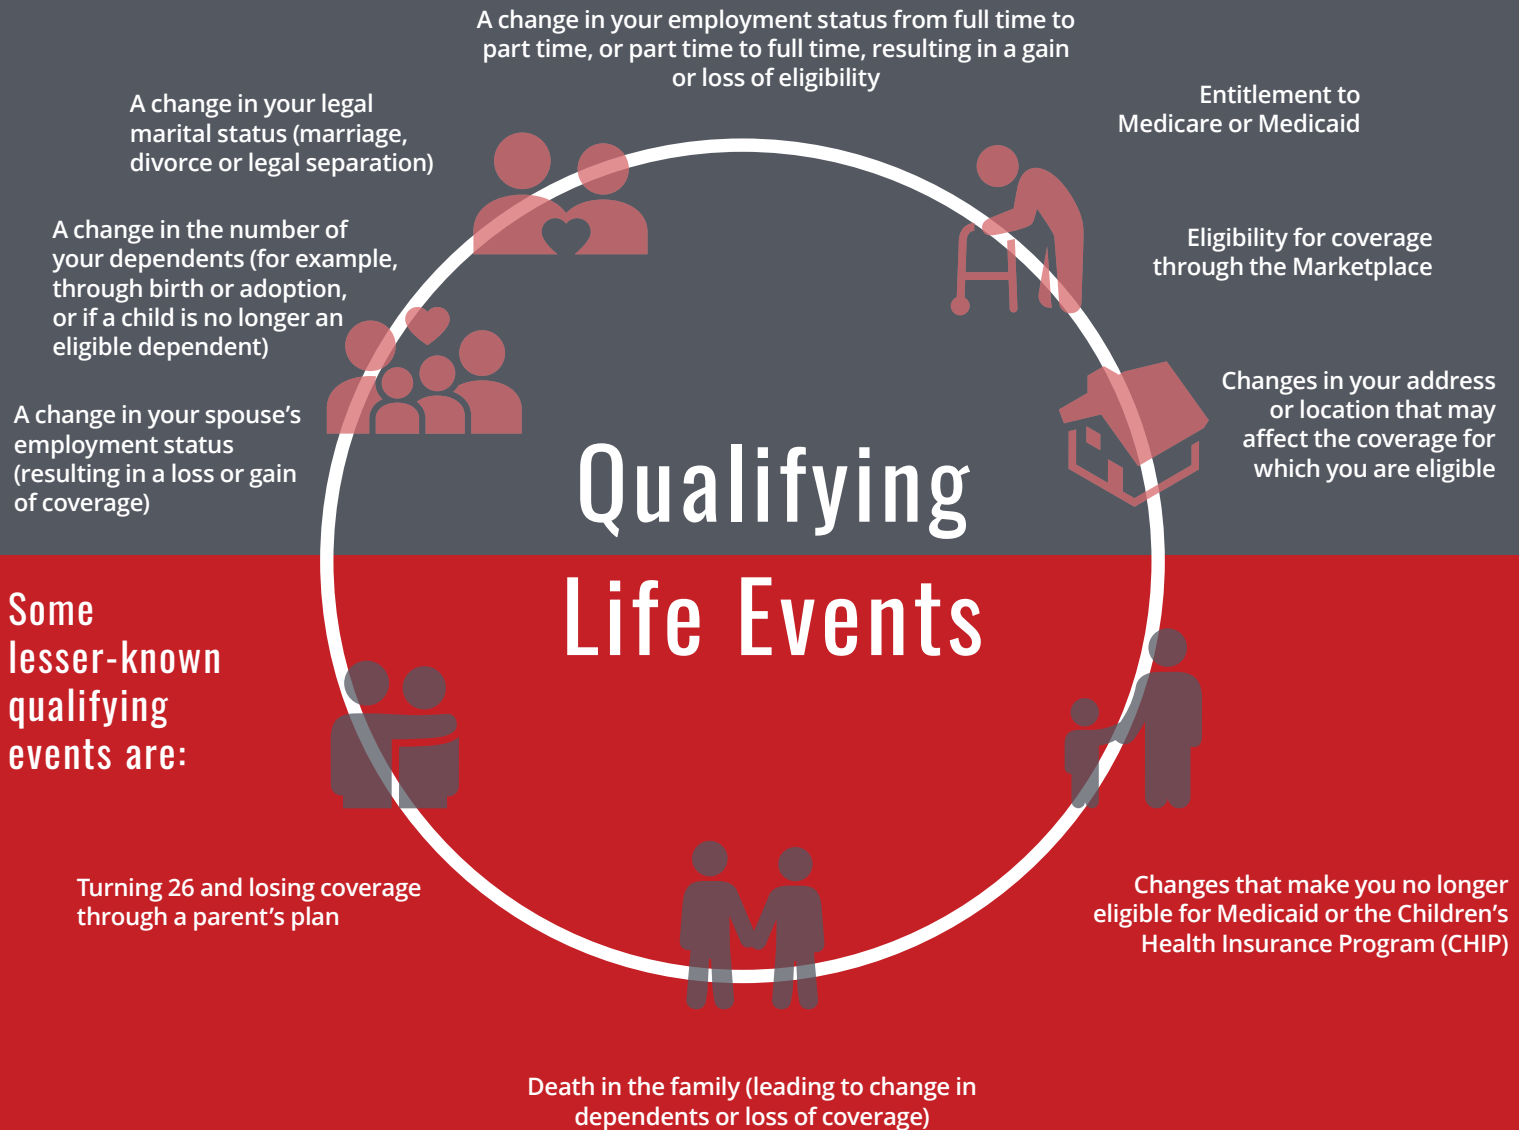 A change in your employment status from full time to
part time, or part time to full time, resulting in a gain
or loss of eligibility
A change in your legal
marital status (marriage,
divorce or legal separation)
A change in the number of
your dependents (for example,
through birth or adoption,
or if a child is no longer an
eligible dependent)
A change in your spouse’s
employment status
(resulting in a loss or gain
of coverage)
Entitlement to
Medicare or Medicaid
Eligibility for coverage
through the Marketplace
Changes in your address
or location that may
affect the coverage for
which you are eligible
Qualifying
Life Events
Some
lesser-known
qualifying
events are:
Turning 26 and losing coverage
through a parent’s plan
Death in the family (leading to change in
dependents or loss of coverage)
Changes that make you no longer
eligible for Medicaid or the Children’s
Health Insurance Program (CHIP)